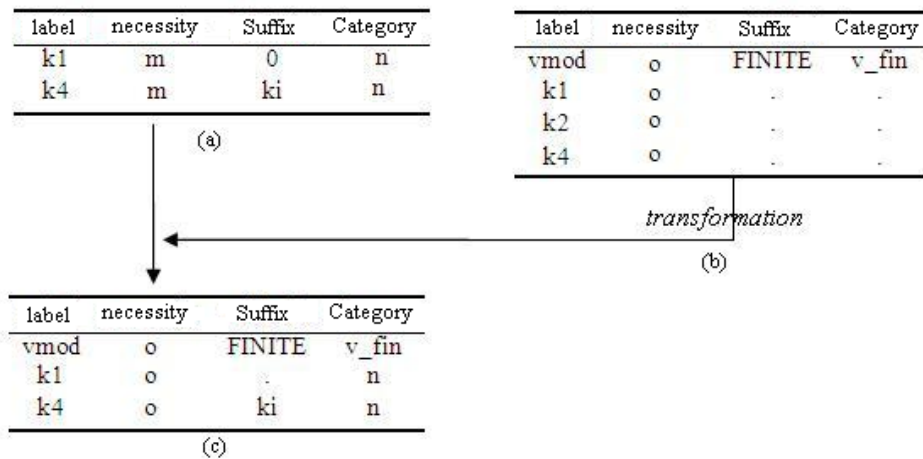 label necessity Suffix Category
k1 m 0 n
k4 m ki n
(a)
label necessity Suffix Category
vmod o FINITE v_fin
k1 o . .
k2 o . .
k4 o . .
transformation
(b)
label necessity Suffix Category
vmod o FINITE v_fin
k1 o . n
k4 o ki n
(c)